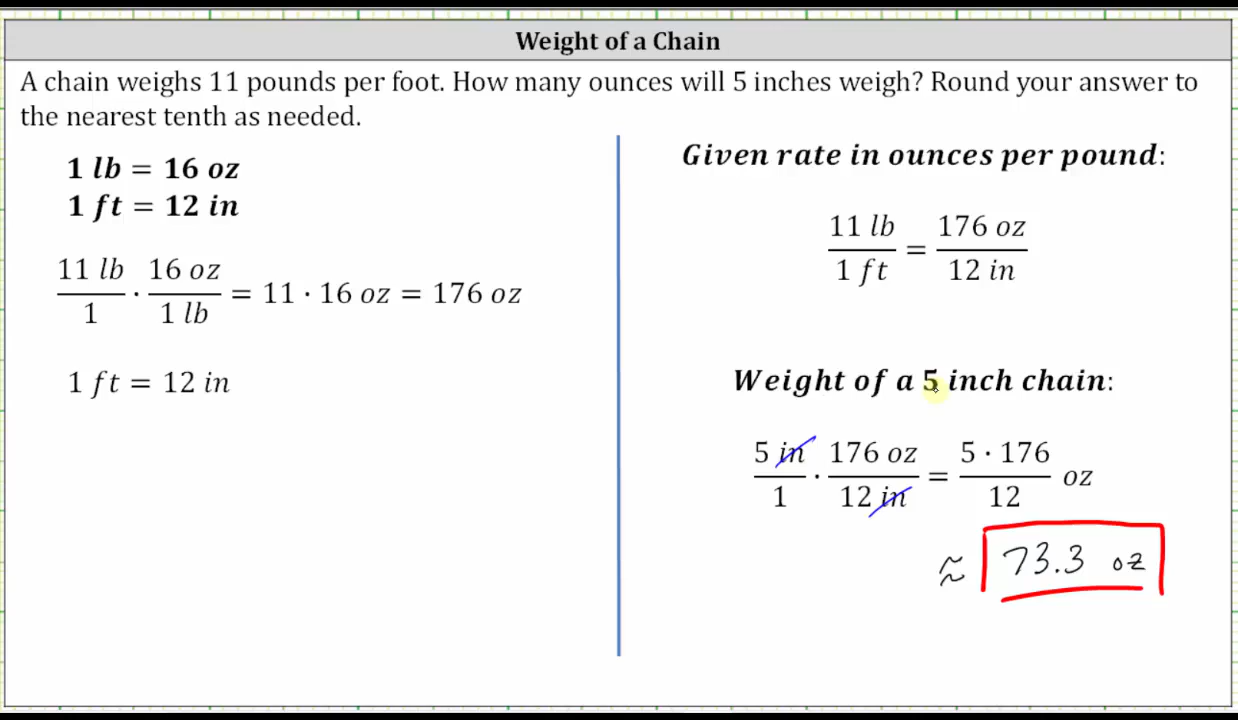 Weight of a Chain
A chain weighs 11 pounds per foot. How many ounces will 5 inches weigh? Round your answer to
the nearest tenth as needed.
1 lb = 16 oz
1 ft = 12 in
11 lb / 1 · 16 oz / 1 lb = 11 · 16 oz = 176 oz
1 ft = 12 in
Given rate in ounces per pound:
11 lb / 1 ft = 176 oz / 12 in
Weight of a 5 inch chain:
5 in / 1 · 176 oz / 12 in = 5 · 176 / 12 oz
≈ 73.3 oz